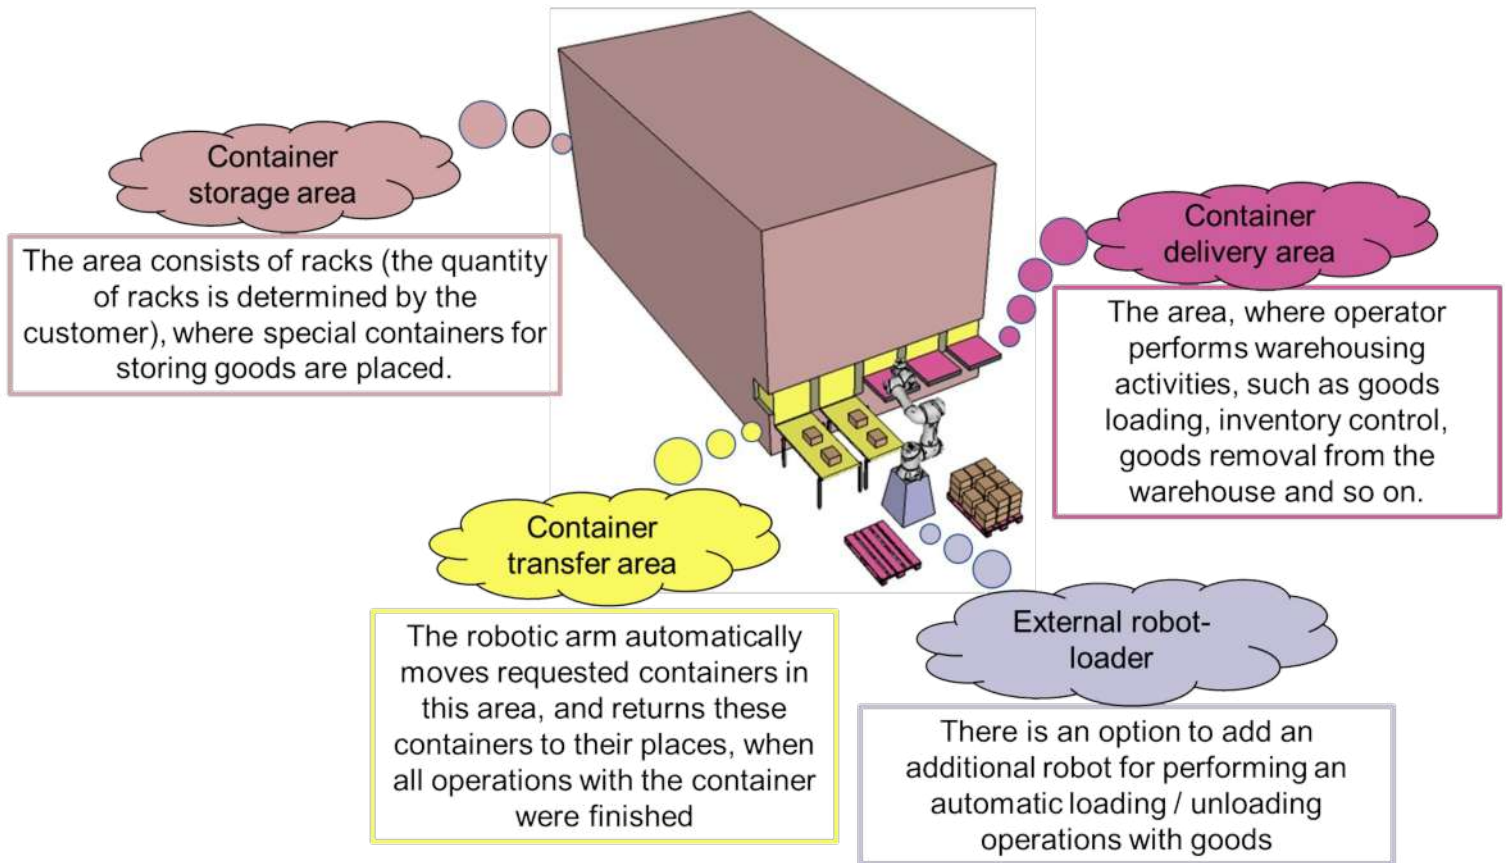 Container
storage area
The area consists of racks (the quantity
of racks is determined by the
customer), where special containers for
storing goods are placed.
Container
delivery area
The area, where operator
performs warehousing
activities, such as goods
loading, inventory control,
goods removal from the
warehouse and so on.
Container
transfer area
The robotic arm automatically
moves requested containers in
this area, and returns these
containers to their places, when
all operations with the container
were finished
External robot-
loader
There is an option to add an
additional robot for performing an
automatic loading / unloading
operations with goods